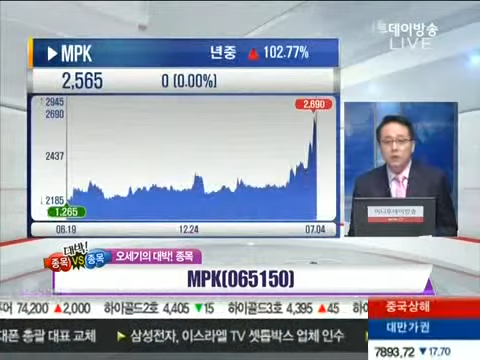 데이방송
LIVE
MPK
년중 ▲ 102.77%
2,565
0 (0.00%)
2945
2690
2437
2185
2,690
1,265
06.19
12.24
07.04
대박!
종목 VS 종목
오세기의 대박! 종목
MPK(065150)
74,200 ▲2,000 하이골드2호 4,405 ▼15 하이골드3호 4,395 ▲45
중국상해
대만가권
대폰 총괄 대표 교체 ▶ 삼성전자, 이스라엘 TV 셋톱박스 업체 인수
7893,72 ▼17,70